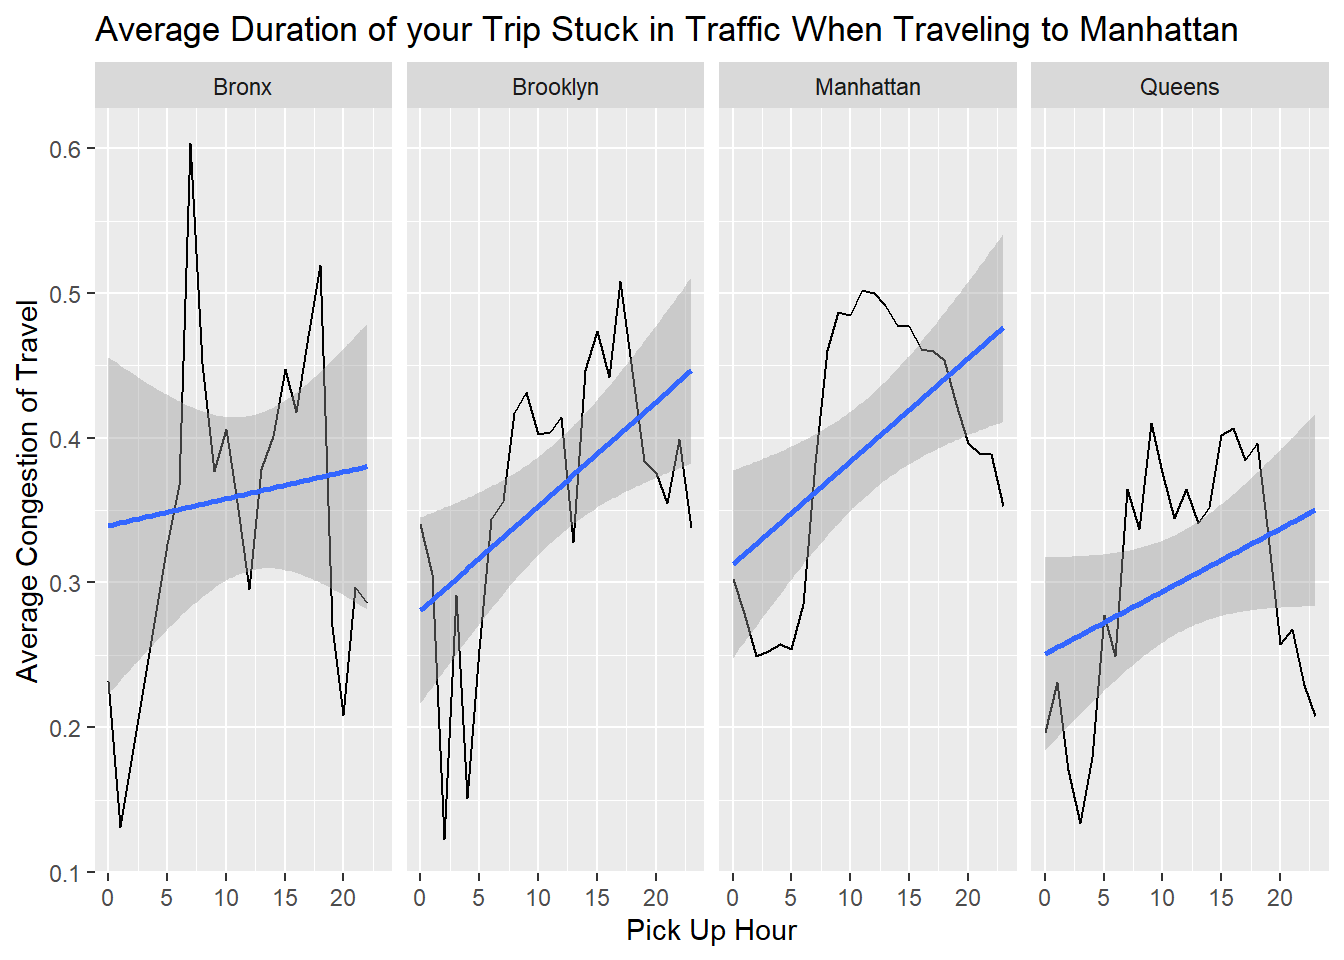 Average Duration of your Trip Stuck in Traffic When Traveling to Manhattan
Bronx Brooklyn Manhattan Queens
0.6
0.5
0.4
0.3
0.2
0.1
Average Congestion of Travel
0 5 10 15 20 0 5 10 15 20 0 5 10 15 20 0 5 10 15 20
Pick Up Hour